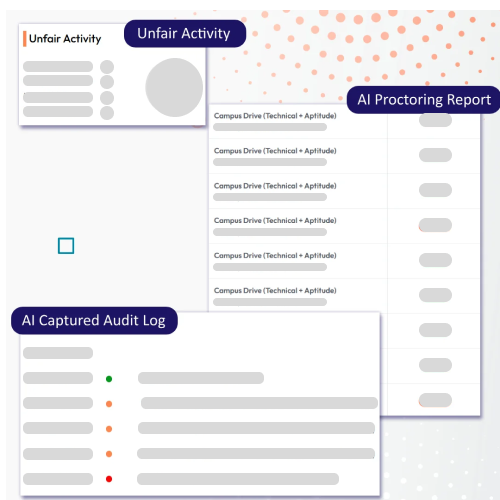 Unfair Activity
Unfair Activity
AI Proctoring Report
Campus Drive (Technical + Aptitude)
Campus Drive (Technical + Aptitude)
Campus Drive (Technical + Aptitude)
Campus Drive (Technical + Aptitude)
Campus Drive (Technical + Aptitude)
Campus Drive (Technical + Aptitude)
AI Captured Audit Log